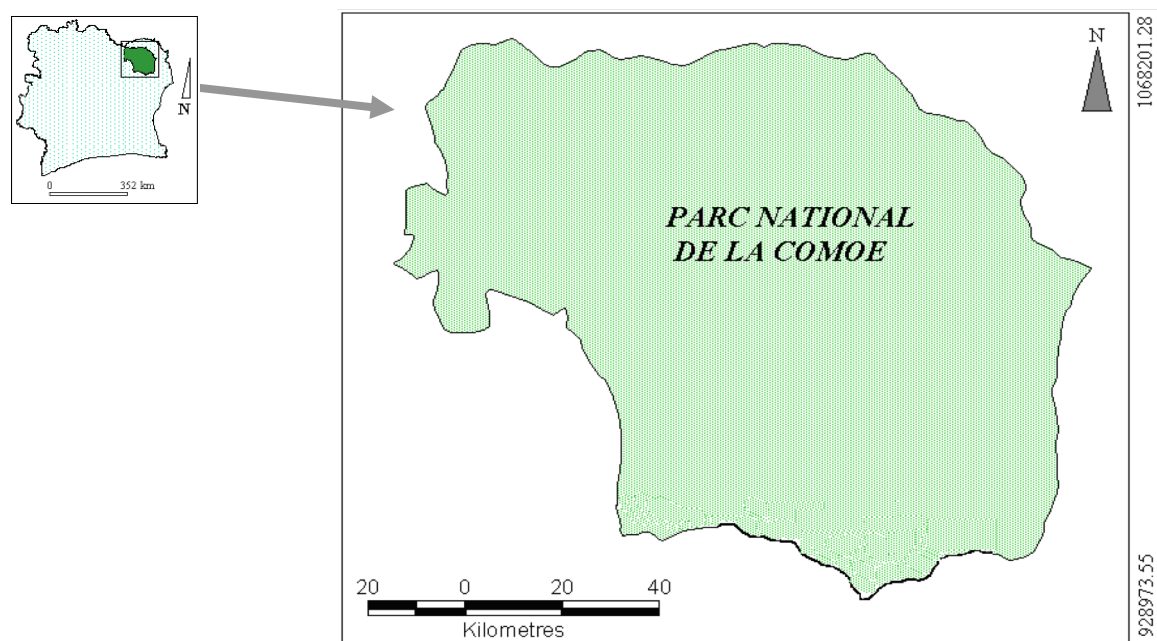 N
0 352 km
N
1068201.28
PARC NATIONAL
DE LA COMOE
928973.55
20 0 20 40
Kilometres